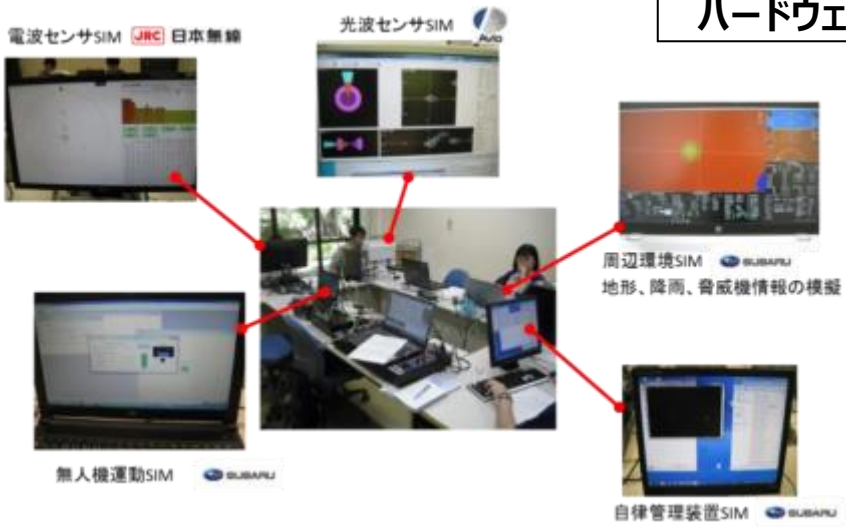 ハードウェ
電波センサSIM JRC 日本無線
光波センサSIM
周辺環境SIM SUBARU
地形、降雨、脅威機情報の模擬
無人機運動SIM SUBARU
自律管理装置SIM SUBARU